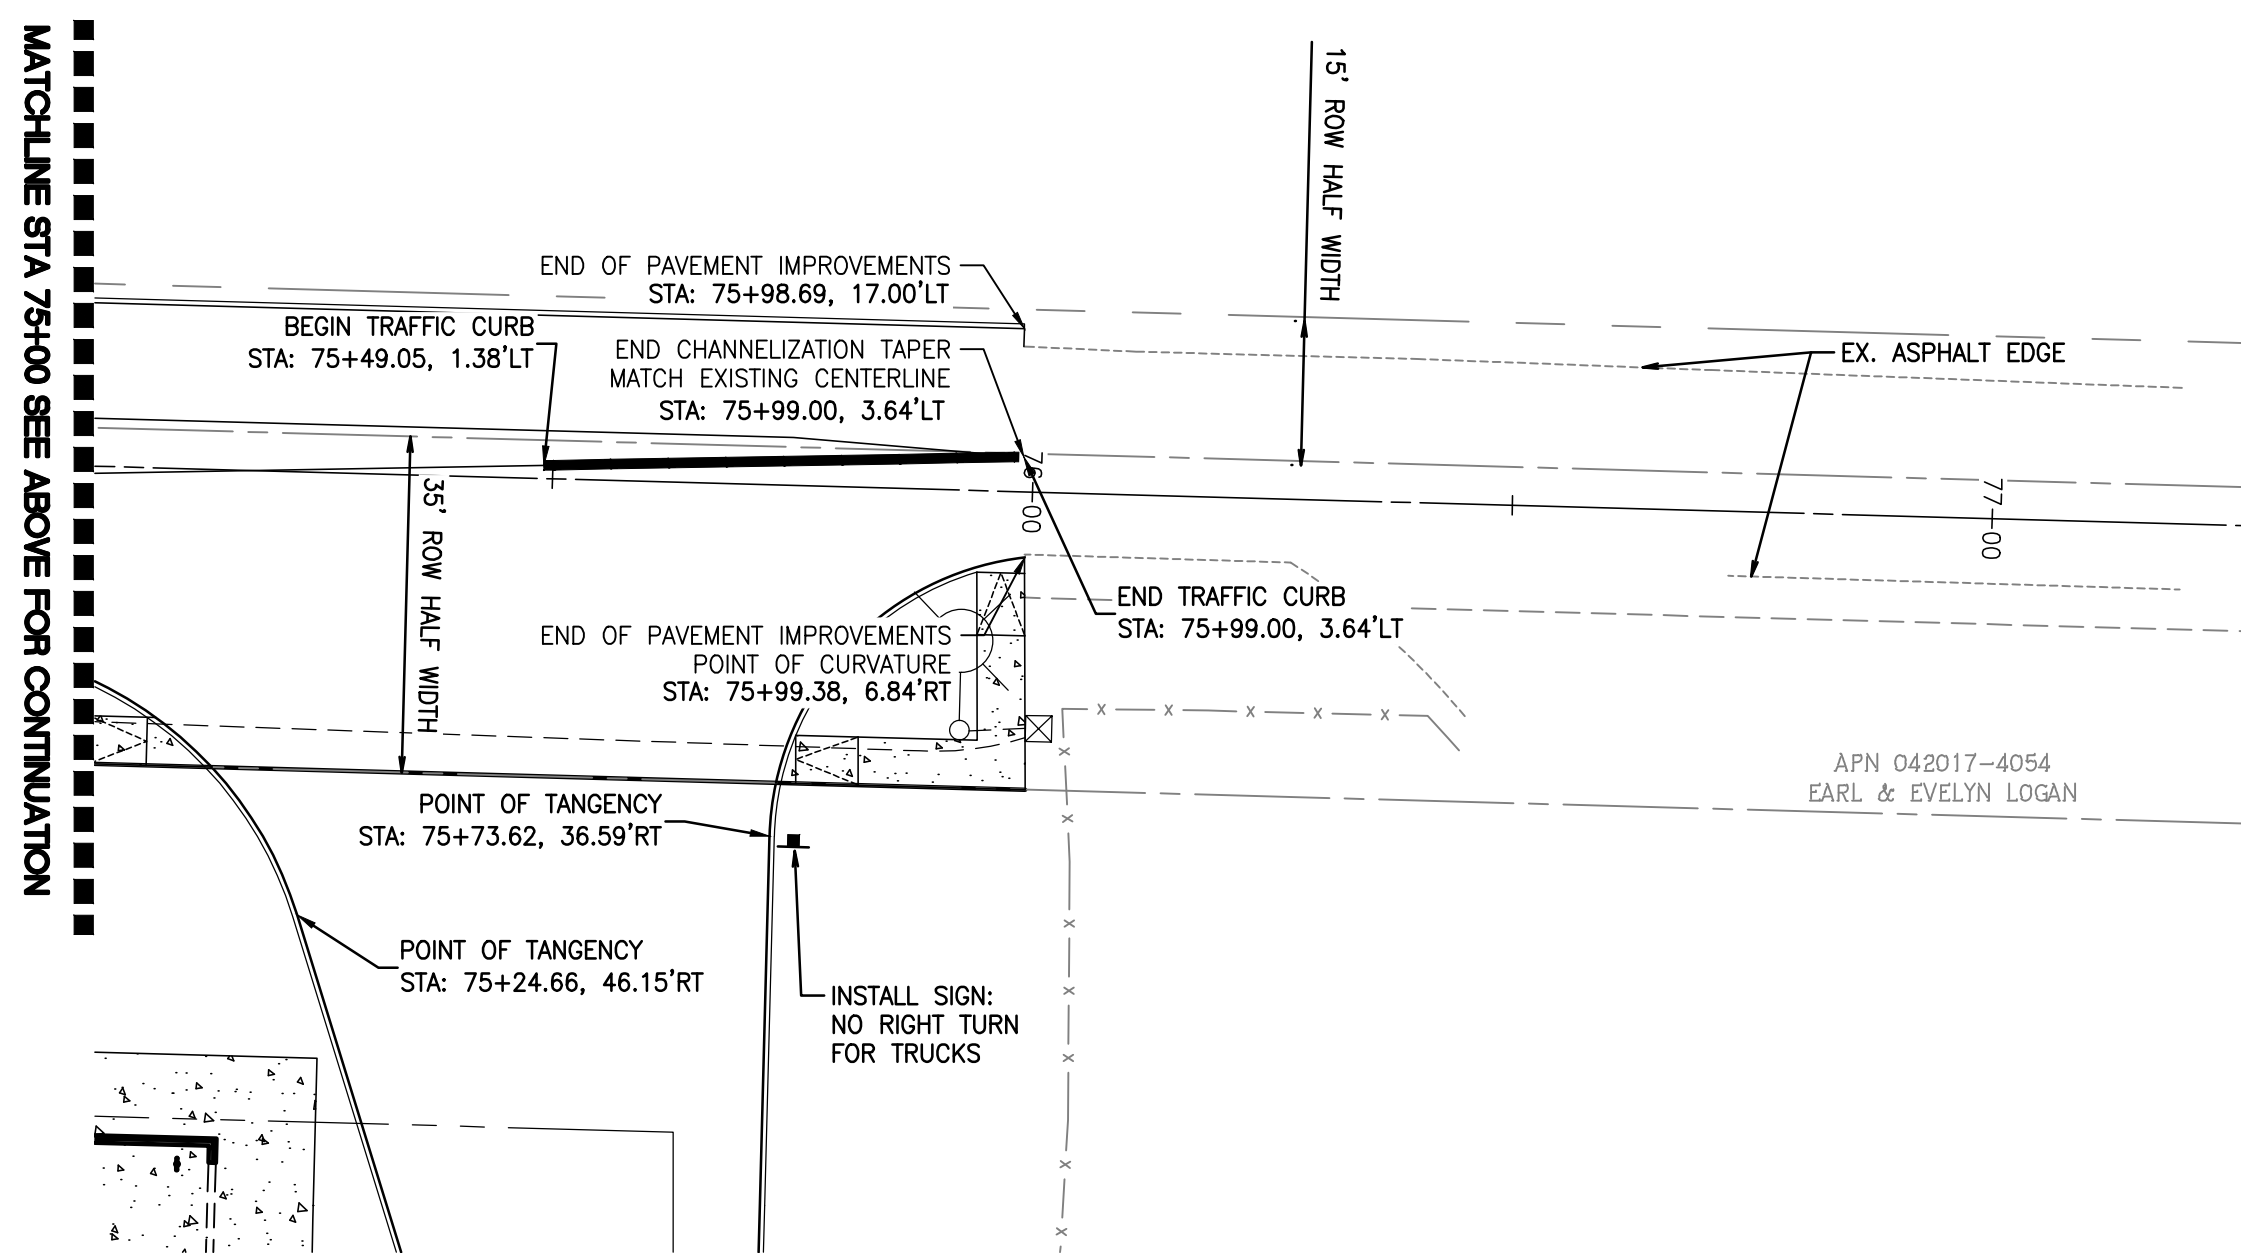 MATCHLINE STA 75+00 SEE ABOVE FOR CONTINUATION
15' ROW HALF WIDTH
END OF PAVEMENT IMPROVEMENTS
STA: 75+98.69, 17.00'LT
BEGIN TRAFFIC CURB
STA: 75+49.05, 1.38'LT
END CHANNELIZATION TAPER
MATCH EXISTING CENTERLINE
STA: 75+99.00, 3.64'LT
EX. ASPHALT EDGE
35' ROW HALF WIDTH
76+00
77+00
END TRAFFIC CURB
STA: 75+99.00, 3.64'LT
END OF PAVEMENT IMPROVEMENTS
POINT OF CURVATURE
STA: 75+99.38, 6.84'RT
X X X X X
APN 042017-4054
EARL & EVELYN LOGAN
POINT OF TANGENCY
STA: 75+73.62, 36.59'RT
POINT OF TANGENCY
STA: 75+24.66, 46.15'RT
INSTALL SIGN:
NO RIGHT TURN
FOR TRUCKS
X X X X X X X